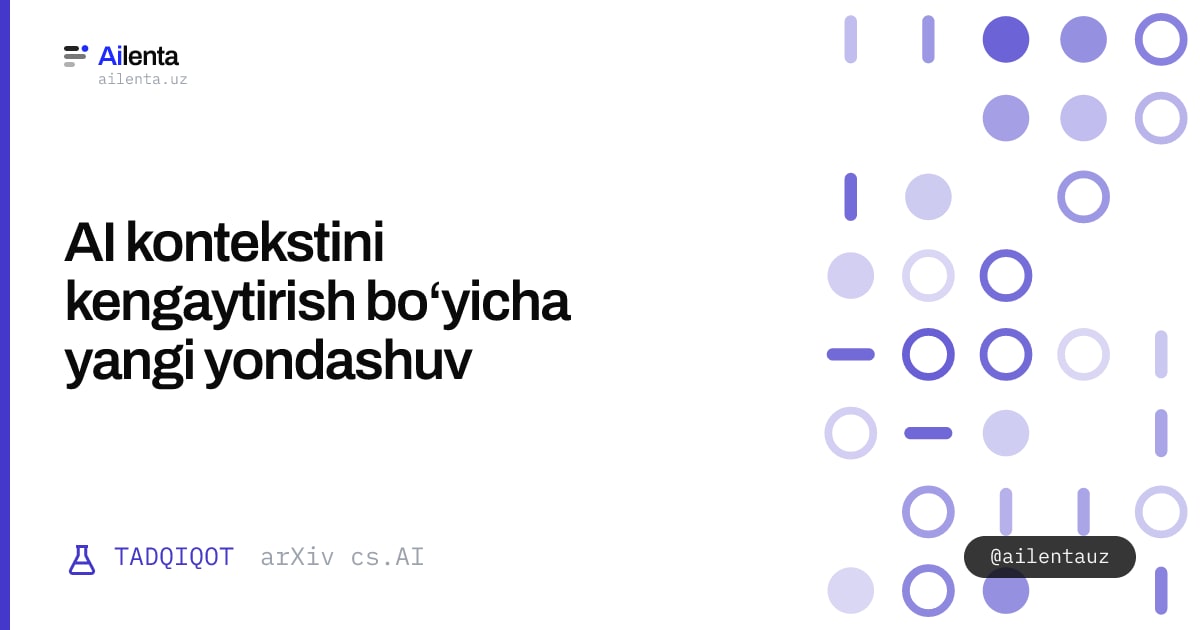 Ailenta
ailenta.uz
AI kontekstini
kengaytirish bo‘yicha
yangi yondashuv
TADQIQOT arXiv cs.AI
@ailentauz